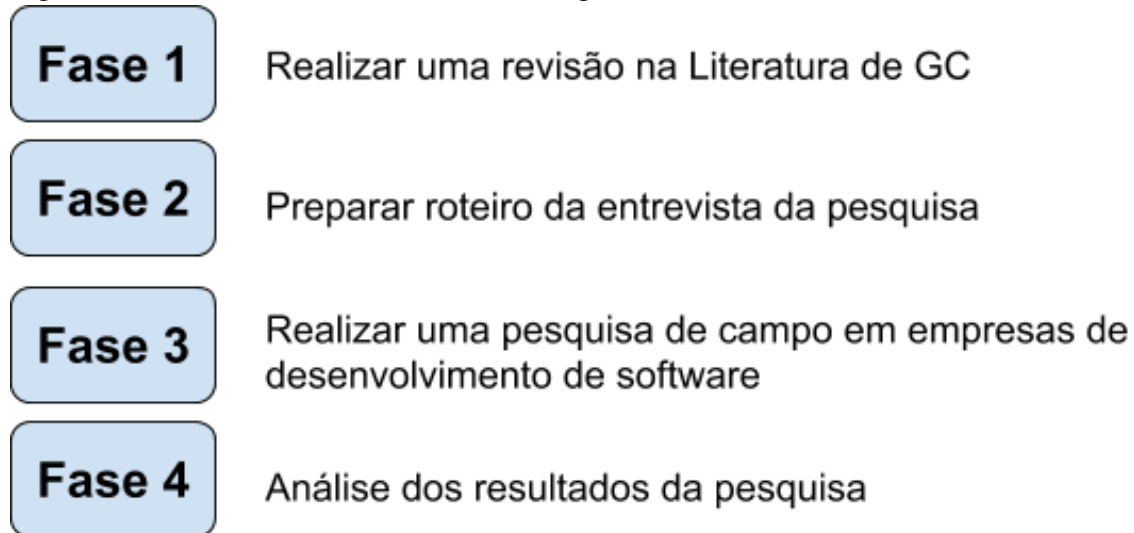 Fase 1
Realizar uma revisão na Literatura de GC
Fase 2
Preparar roteiro da entrevista da pesquisa
Fase 3
Realizar uma pesquisa de campo em empresas de
desenvolvimento de software
Fase 4
Análise dos resultados da pesquisa